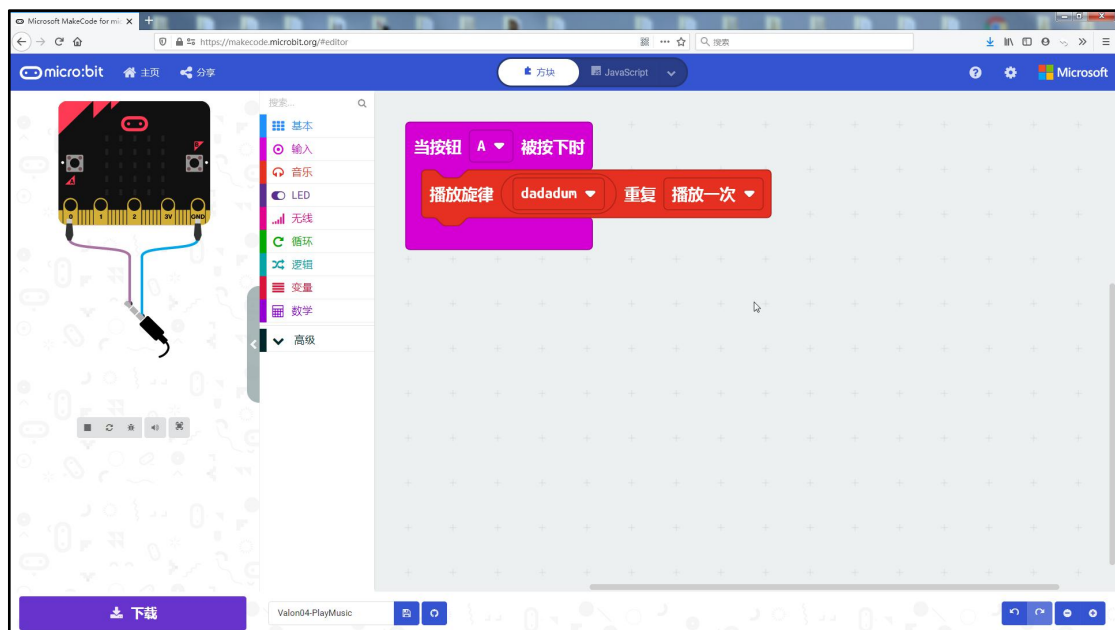 Microsoft MakeCode for mic
https://makecode.microbit.org/#editor
搜索
micro:bit
主页
分享
方块
JavaScript
Microsoft
搜索...
基本
输入
音乐
LED
无线
循环
逻辑
变量
数学
高级
当按钮 A 被按下时
播放旋律 dadadum 重复 播放一次
0 1 2 3V GND
下载
Valon04-PlayMusic